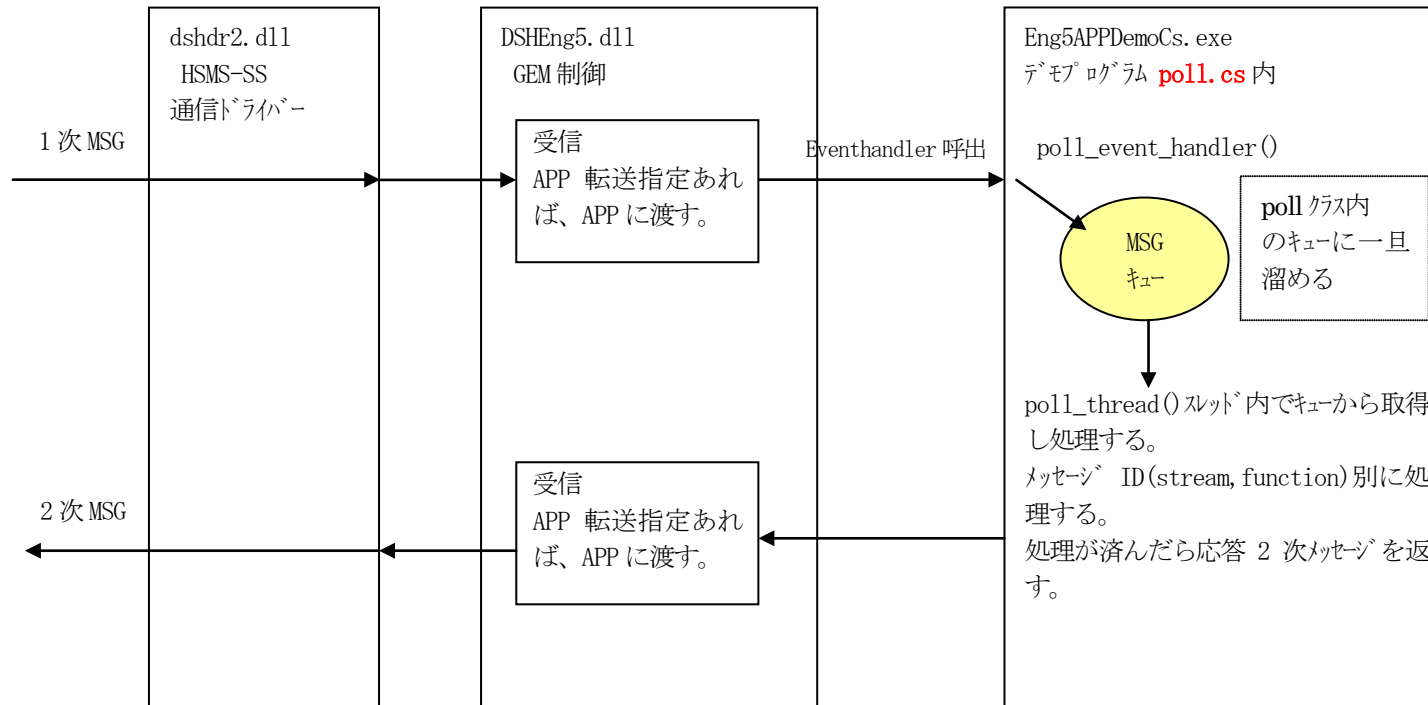 dshdr2.dll
HSMS-SS
通信ﾄﾞﾗｲﾊﾞｰ
DSHEng5.dll
GEM 制御
Eng5APPDemoCs.exe
ﾃﾞﾓﾌﾟﾛｸﾞﾗﾑ poll.cs 内
1 次 MSG
受信
APP 転送指定あれ
ば、APP に渡す。
Eventhandler 呼出
poll_event_handler()
MSG
ｷｭｰ
poll ｸﾗｽ内
のｷｭｰに一旦
溜める
poll_thread()ｽﾚｯﾄﾞ内でｷｭｰから取得
し処理する。
ﾒｯｾｰｼﾞ ID(stream,function)別に処
理する。
処理が済んだら応答 2 次ﾒｯｾｰｼﾞを返
す。
2 次 MSG
受信
APP 転送指定あれ
ば、APP に渡す。